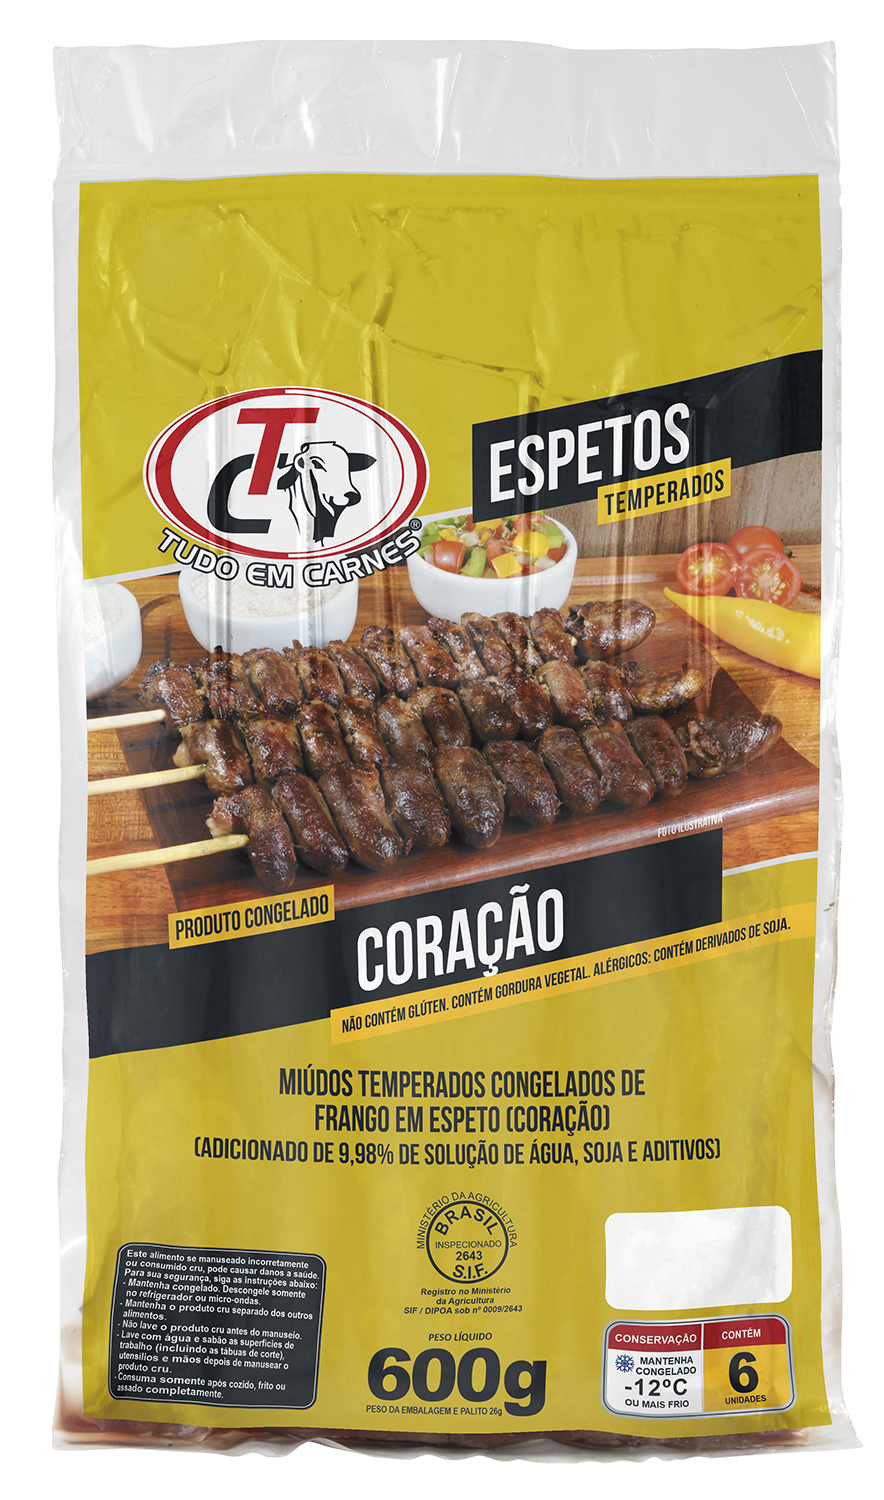 TC
TUDO EM CARNES®
ESPETOS
TEMPERADOS
FOTO ILUSTRATIVA
PRODUTO CONGELADO
CORAÇÃO
NÃO CONTÉM GLÚTEN. CONTÉM GORDURA VEGETAL. ALÉRGICOS: CONTÉM DERIVADOS DE SOJA.
MIÚDOS TEMPERADOS CONGELADOS DE
FRANGO EM ESPETO (CORAÇÃO)
(ADICIONADO DE 9,98% DE SOLUÇÃO DE ÁGUA, SOJA E ADITIVOS)
MINISTÉRIO DA AGRICULTURA
BRASIL
INSPECIONADO
2643
S.I.F.
Registro no Ministério
da Agricultura
SIF / DIPOA sob nº 0009/2643
Este alimento se manuseado incorretamente
ou consumido cru, pode causar danos a saúde.
Para sua segurança, siga as instruções abaixo:
- Mantenha congelado. Descongele somente
no refrigerador ou micro-ondas.
- Mantenha o produto cru separado dos outros
alimentos.
- Não lave o produto cru antes do manuseio.
- Lave com água e sabão as superfícies de
trabalho (incluindo as tábuas de corte),
utensílios e mãos depois de manusear o
produto cru.
- Consuma somente após cozido, frito ou
assado completamente.
PESO LÍQUIDO
600g
PESO DA EMBALAGEM E PALITO 26g
CONSERVAÇÃO
MANTENHA
CONGELADO
-12°C
OU MAIS FRIO
CONTÉM
6
UNIDADES